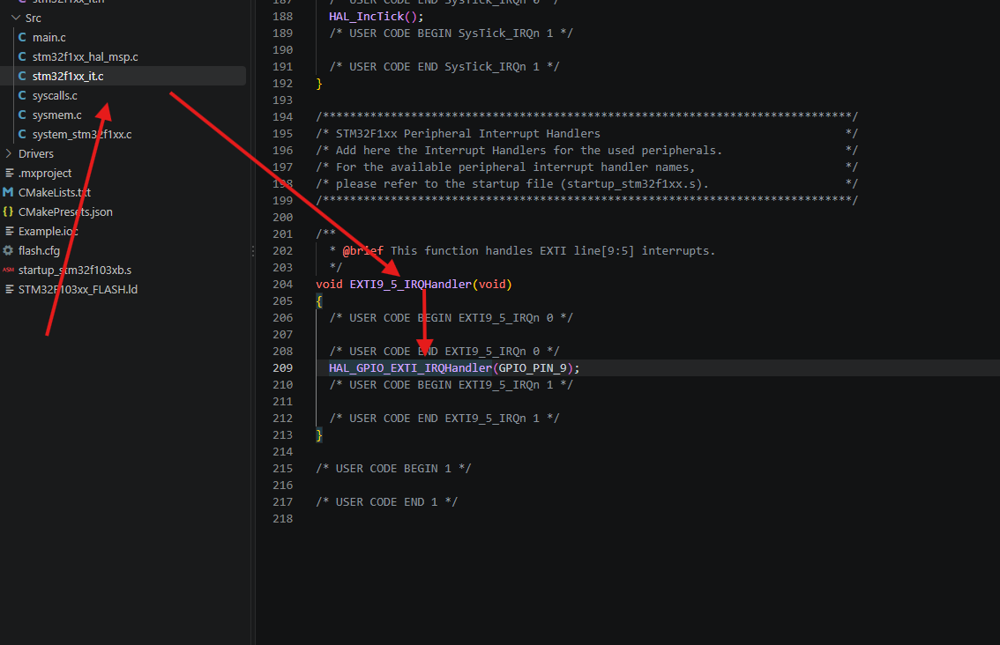 stm32f1xx_it.h
Src
main.c
stm32f1xx_hal_msp.c
stm32f1xx_it.c
syscalls.c
sysmem.c
system_stm32f1xx.c
Drivers
.mxproject
CMakeLists.txt
CMakePresets.json
Example.ioc
flash.cfg
startup_stm32f103xb.s
STM32F103XX_FLASH.ld
187 /* USER CODE END SysTick_IRQn 0 */
188 HAL_IncTick();
189 /* USER CODE BEGIN SysTick_IRQn 1 */
190
191 /* USER CODE END SysTick_IRQn 1 */
192 }
193
194 /******************************************************************************/
195 /* STM32F1xx Peripheral Interrupt Handlers */
196 /* Add here the Interrupt Handlers for the used peripherals. */
197 /* For the available peripheral interrupt handler names, */
198 /* please refer to the startup file (startup_stm32f1xx.s). */
199 /******************************************************************************/
200
201 /**
202 * @brief This function handles EXTI line[9:5] interrupts.
203 */
204 void EXTI9_5_IRQHandler(void)
205 {
206 /* USER CODE BEGIN EXTI9_5_IRQn 0 */
207
208 /* USER CODE END EXTI9_5_IRQn 0 */
209 HAL_GPIO_EXTI_IRQHandler(GPIO_PIN_9);
210 /* USER CODE BEGIN EXTI9_5_IRQn 1 */
211
212 /* USER CODE END EXTI9_5_IRQn 1 */
213 }
214
215 /* USER CODE BEGIN 1 */
216
217 /* USER CODE END 1 */
218